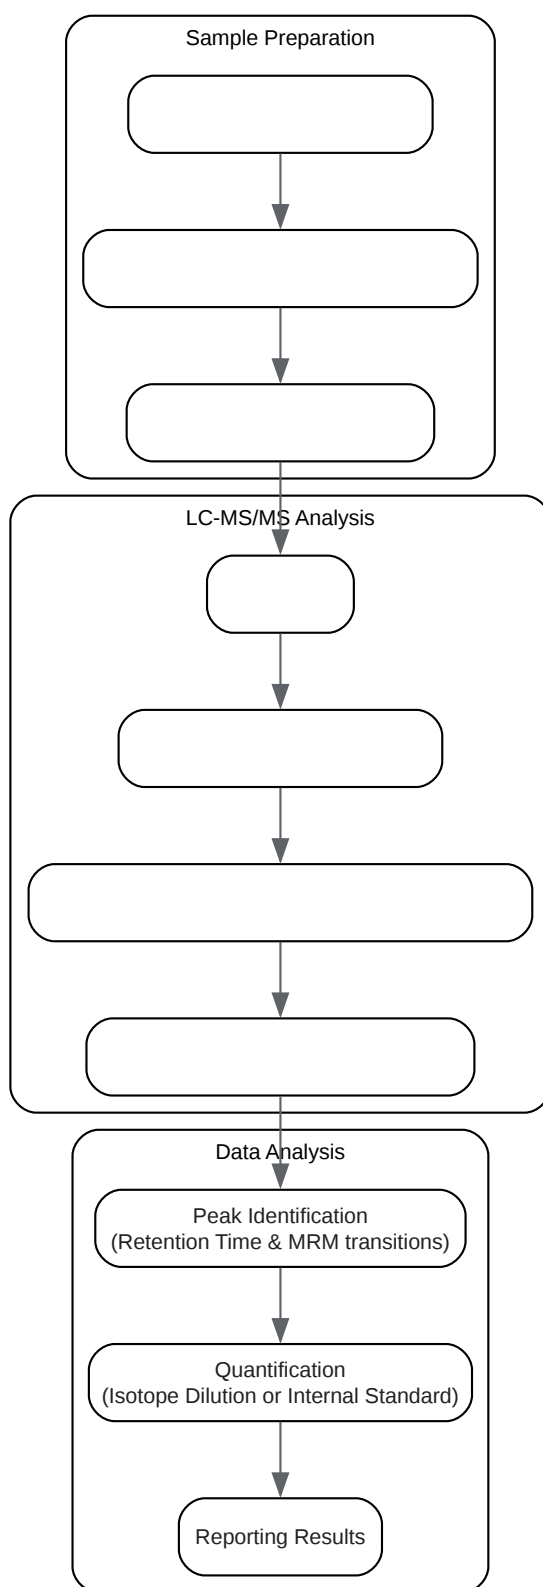 Sample Preparation
LC-MS/MS Analysis
Data Analysis
Peak Identification
(Retention Time & MRM transitions)
Quantification
(Isotope Dilution or Internal Standard)
Reporting Results